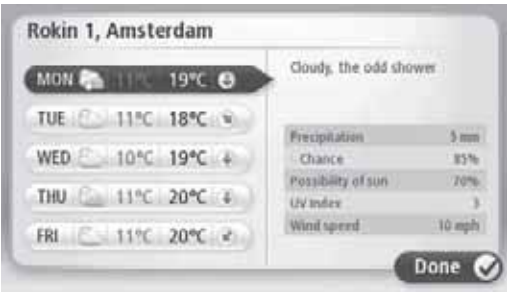 Rokin 1, Amsterdam
MON 11°C 19°C
TUE 11°C 18°C
WED 10°C 19°C
THU 11°C 20°C
FRI 11°C 20°C
Cloudy, the odd shower
Precipitation 5 mm
Chance 85%
Possibility of sun 70%
UV index 3
Wind speed 10 mph
Done